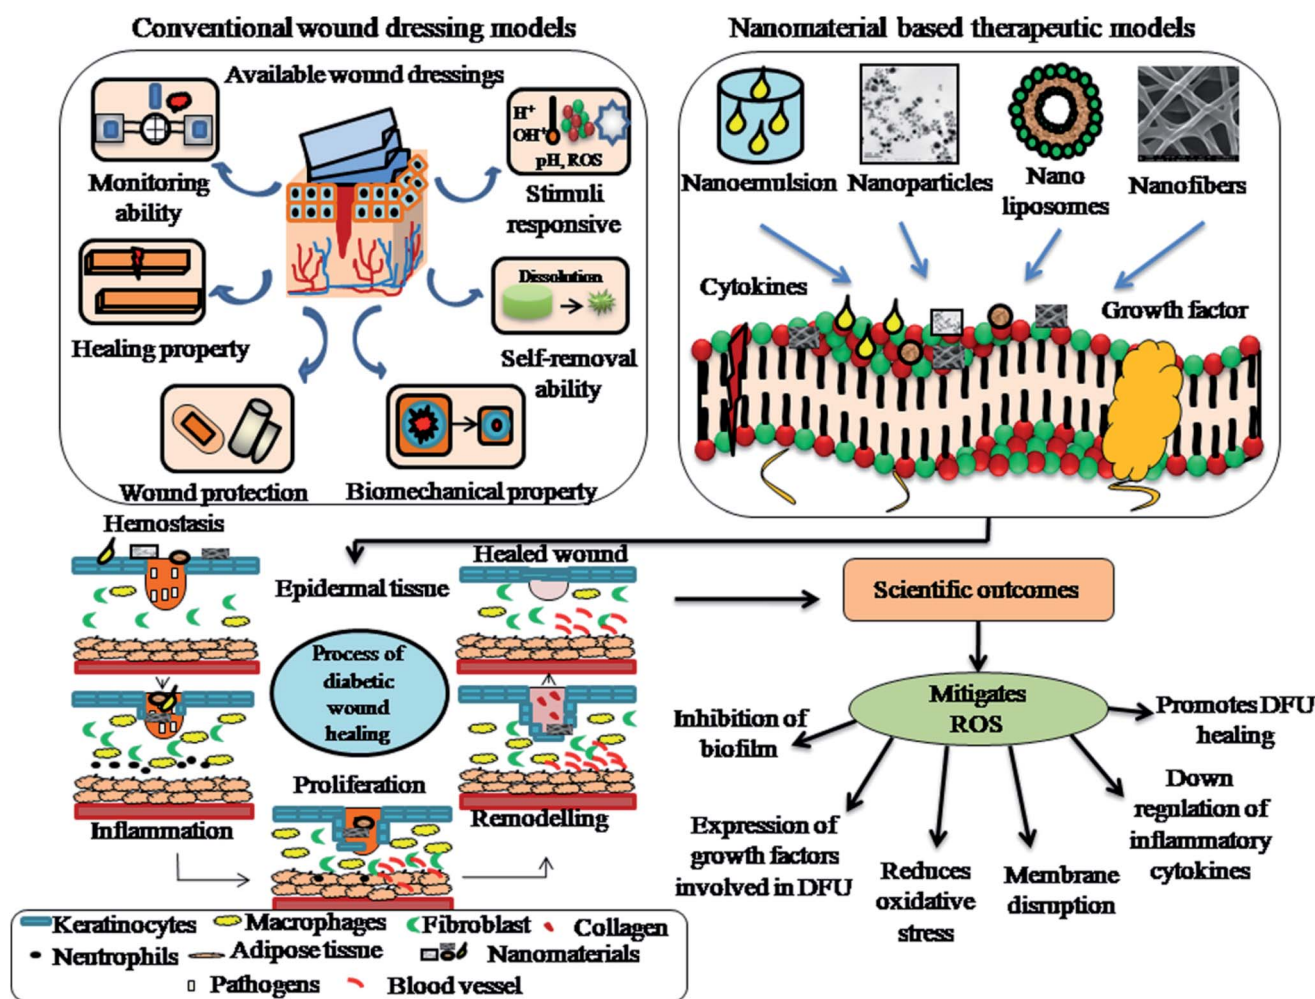 Conventional wound dressing models
Available wound dressings
Monitoring
ability
H⁺
OH⁺
pH, ROS
Stimuli
responsive
Healing property
Dissolution
Self-removal
ability
Wound protection
Biomechanical property
Nanomaterial based therapeutic models
Nanoemulsion
Nanoparticles
Nano
liposomes
Nanofibers
Cytokines
Growth factor
Hemostasis
Epidermal tissue
Healed wound
Process of
diabetic
wound
healing
Inflammation
Proliferation
Remodelling
Scientific outcomes
Mitigates
ROS
Inhibition of
biofilm
Expression of
growth factors
involved in DFU
Reduces
oxidative
stress
Membrane
disruption
Down
regulation of
inflammatory
cytokines
Promotes DFU
healing
Keratinocytes
Macrophages
Fibroblast
Collagen
Neutrophils
Adipose tissue
Nanomaterials
Pathogens
Blood vessel